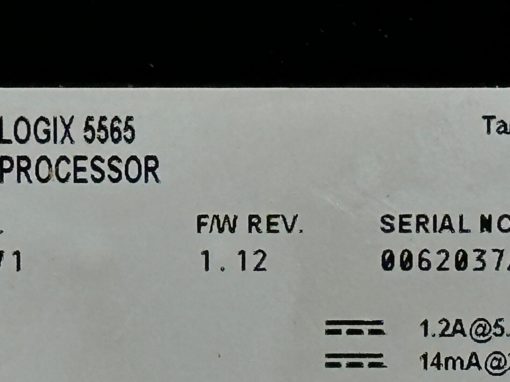 LOGIX 5565
PROCESSOR
F/W REV.
SERIAL NO
1.12
0062037
1.2A@5.
14mA@